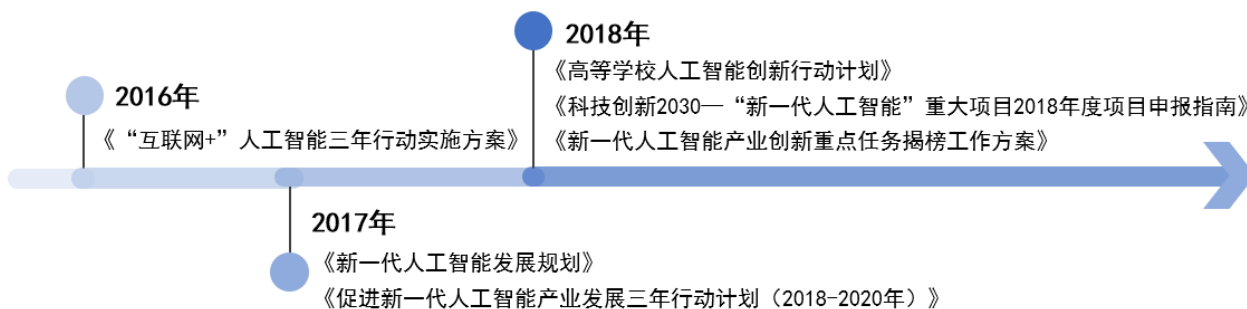 2016年
《“互联网+”人工智能三年行动实施方案》
2017年
《新一代人工智能发展规划》
《促进新一代人工智能产业发展三年行动计划（2018-2020年）》
2018年
《高等学校人工智能创新行动计划》
《科技创新2030—“新一代人工智能”重大项目2018年度项目申报指南》
《新一代人工智能产业创新重点任务揭榜工作方案》